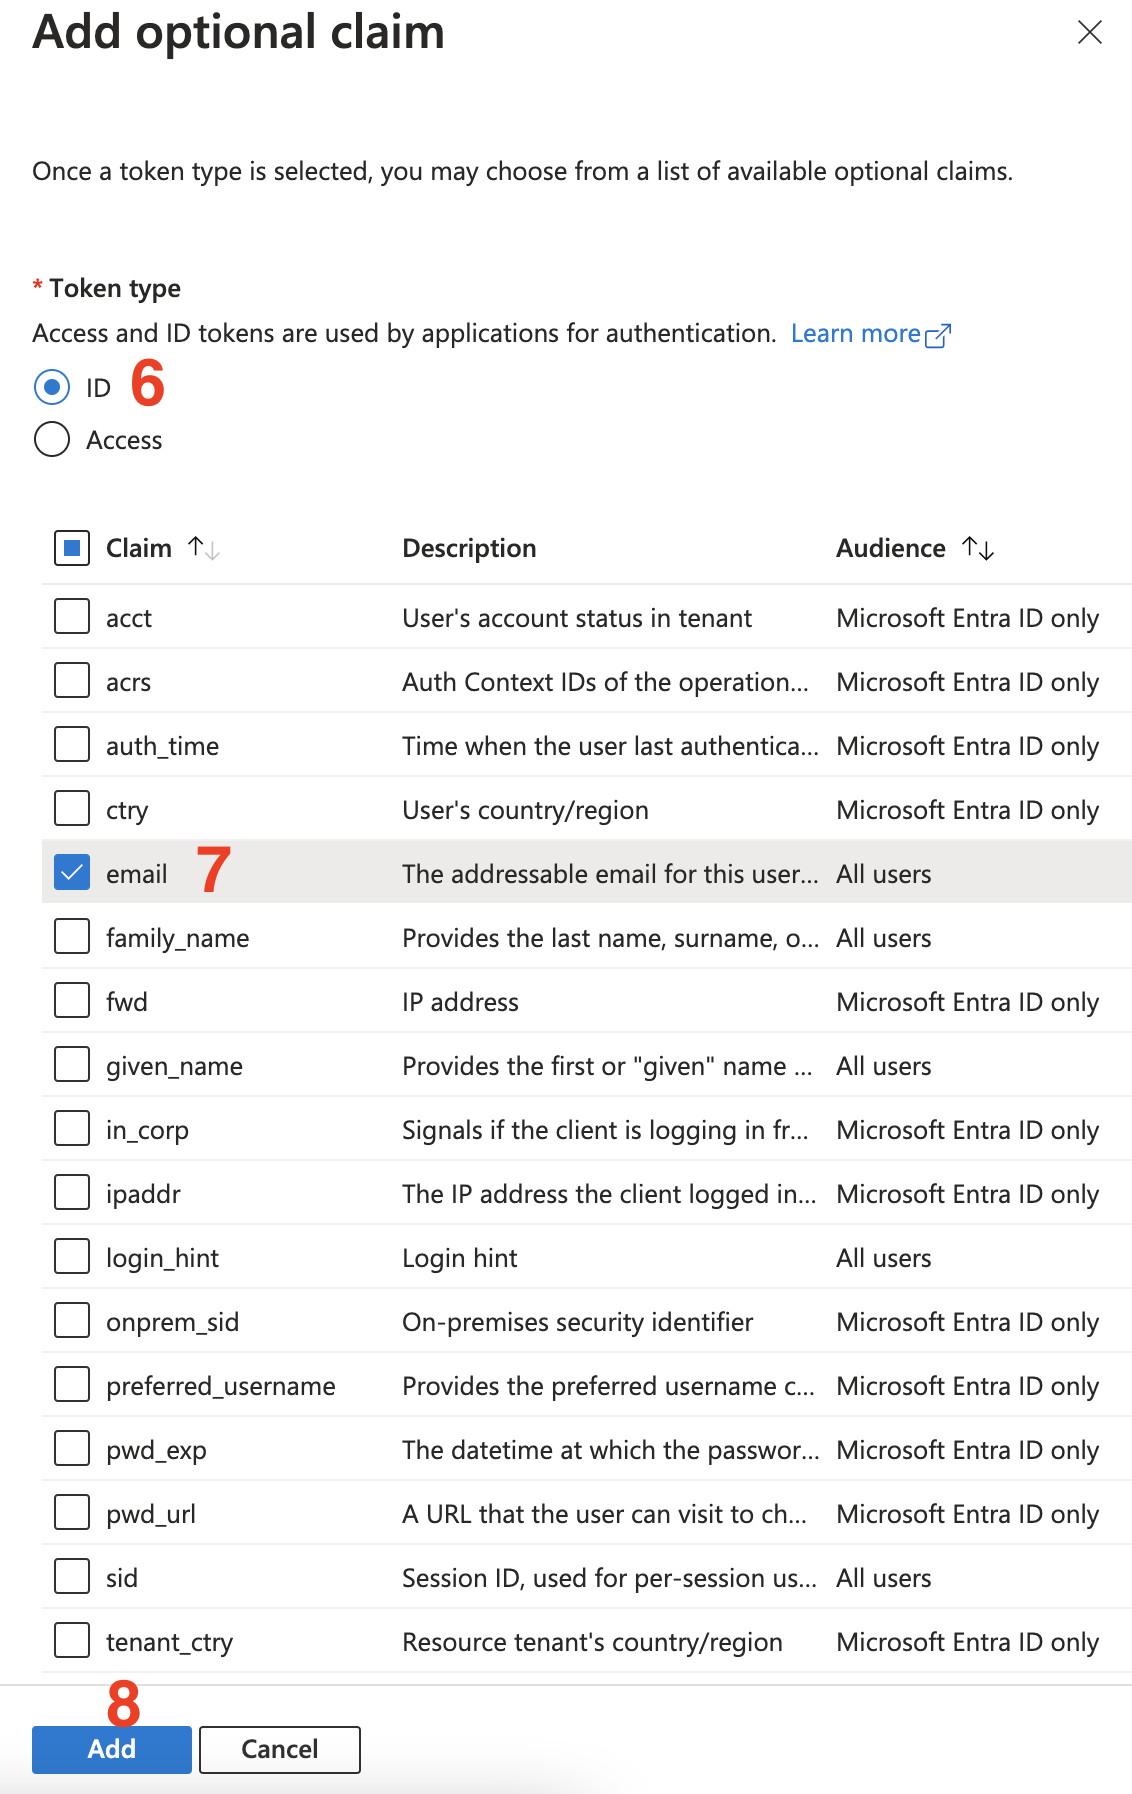 Add optional claim
Once a token type is selected, you may choose from a list of available optional claims.
* Token type
Access and ID tokens are used by applications for authentication. Learn more
ID 6
Access
Claim Description Audience
acct User's account status in tenant Microsoft Entra ID only
acrs Auth Context IDs of the operation... Microsoft Entra ID only
auth_time Time when the user last authentica... Microsoft Entra ID only
ctry User's country/region Microsoft Entra ID only
email 7 The addressable email for this user... All users
family_name Provides the last name, surname, o... All users
fwd IP address Microsoft Entra ID only
given_name Provides the first or "given" name ... All users
in_corp Signals if the client is logging in fr... Microsoft Entra ID only
ipaddr The IP address the client logged in... Microsoft Entra ID only
login_hint Login hint All users
onprem_sid On-premises security identifier Microsoft Entra ID only
preferred_username Provides the preferred username c... Microsoft Entra ID only
pwd_exp The datetime at which the passwor... Microsoft Entra ID only
pwd_url A URL that the user can visit to ch... Microsoft Entra ID only
sid Session ID, used for per-session us... All users
tenant_ctry Resource tenant's country/region Microsoft Entra ID only
8
Add Cancel